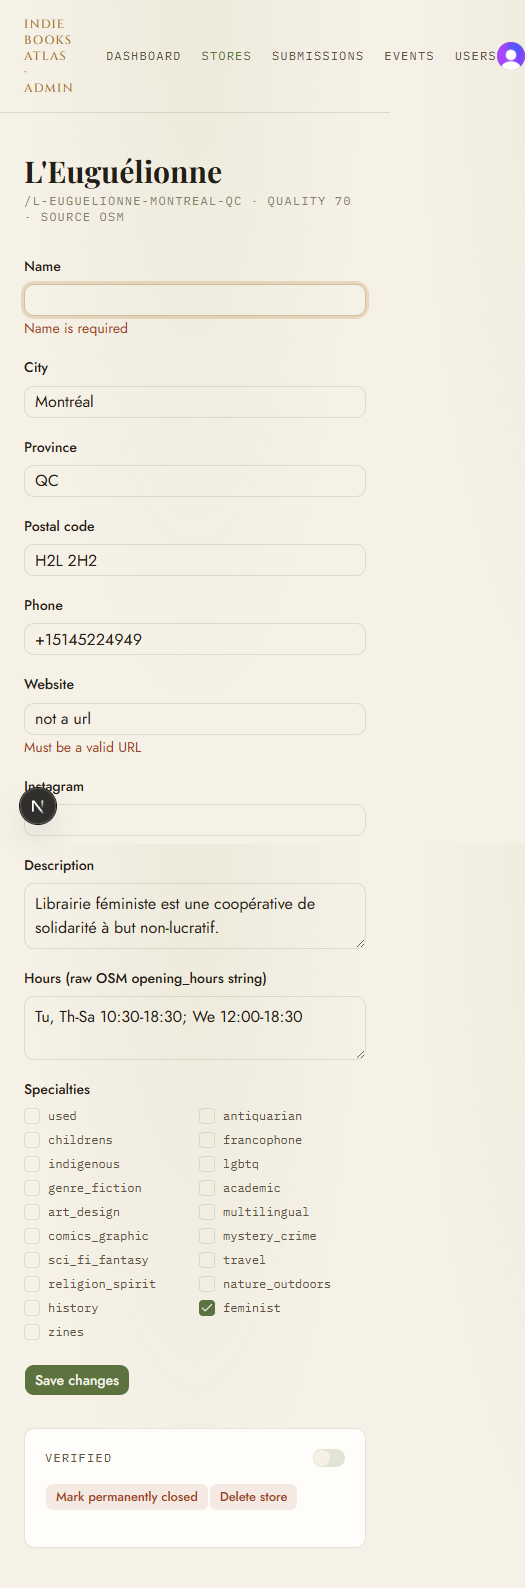 INDIE
BOOKS
ATLAS
·
ADMIN
DASHBOARD STORES SUBMISSIONS EVENTS USERS
L'Euguélionne
/L-EUGUELIONNE-MONTREAL-QC · QUALITY 70
· SOURCE OSM
Name
Name is required
City
Montréal
Province
QC
Postal code
H2L 2H2
Phone
+15145224949
Website
not a url
Must be a valid URL
Instagram
N
Description
Librairie féministe est une coopérative de
solidarité à but non-lucratif.
Hours (raw OSM opening_hours string)
Tu, Th-Sa 10:30-18:30; We 12:00-18:30
Specialties
used antiquarian
childrens francophone
indigenous lgbtq
genre_fiction academic
art_design multilingual
comics_graphic mystery_crime
sci_fi_fantasy travel
religion_spirit nature_outdoors
history feminist
zines
Save changes
VERIFIED
Mark permanently closed Delete store